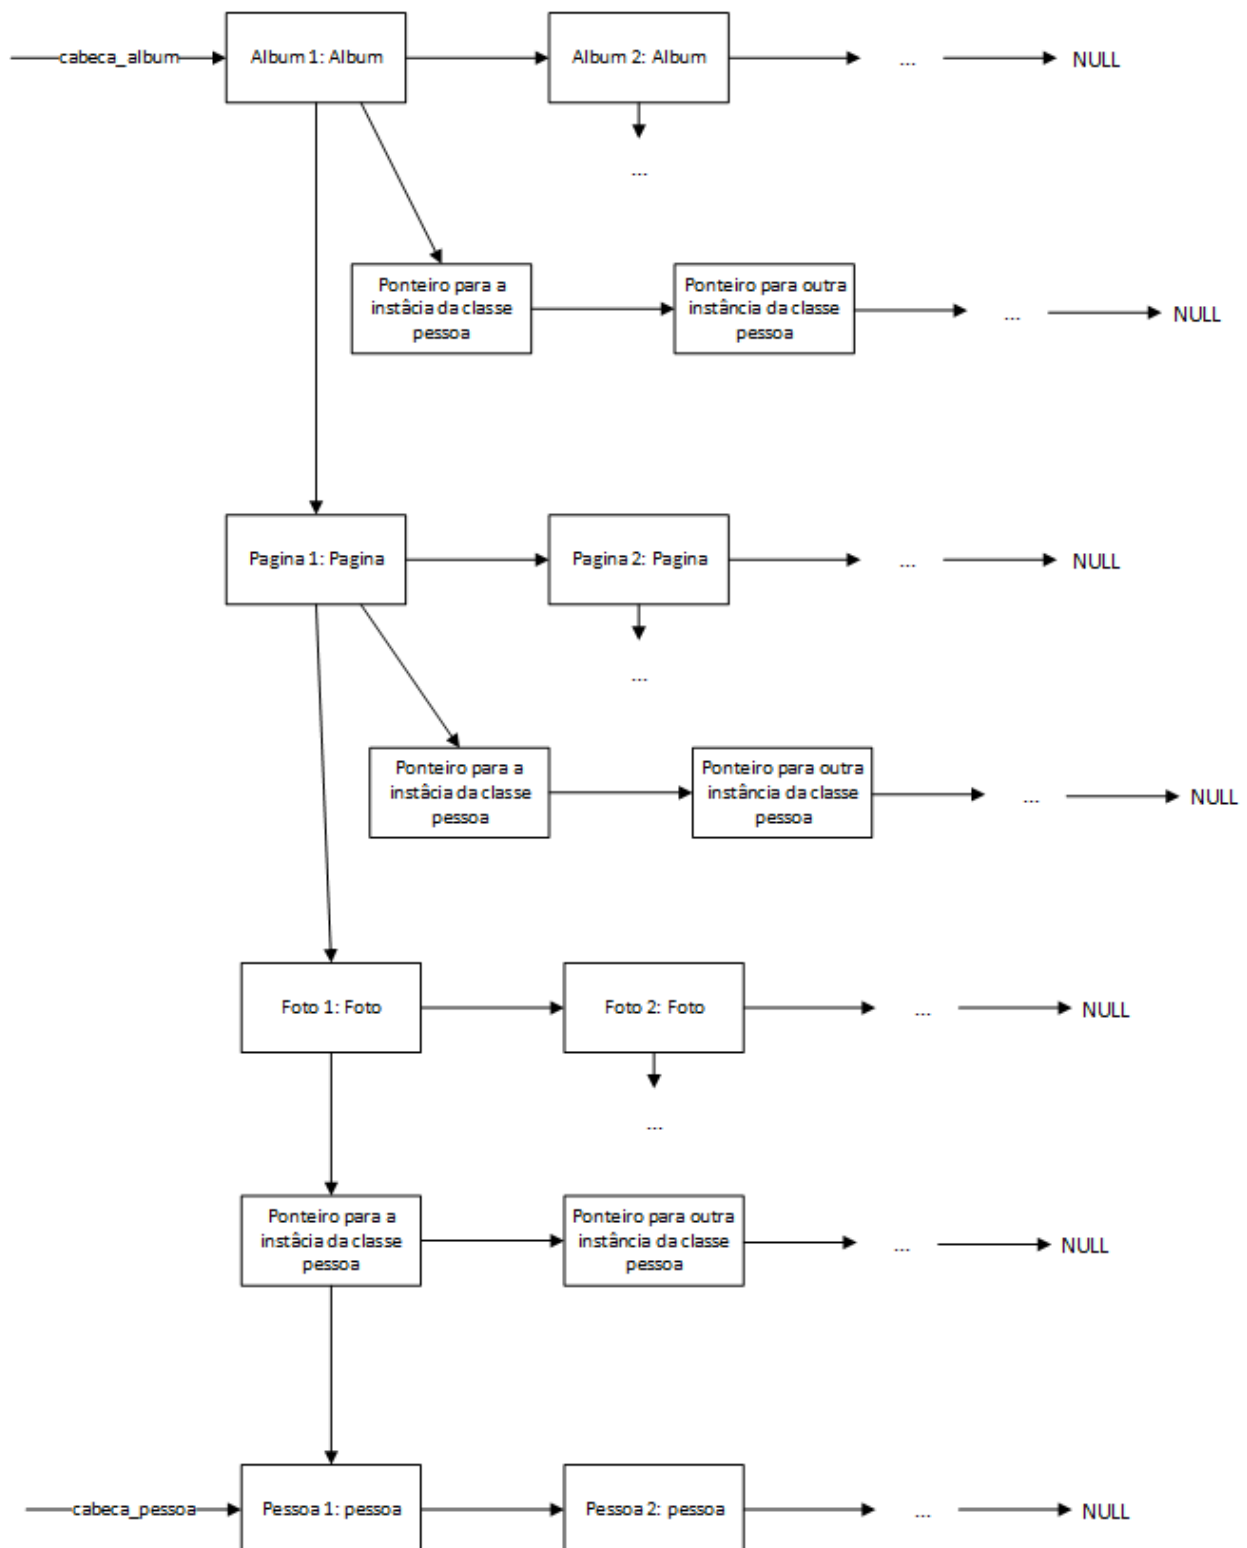 cabeca_album
Album 1: Album
Album 2: Album
...
NULL
...
Ponteiro para a
instâcia da classe
pessoa
Ponteiro para outra
instância da classe
pessoa
...
NULL
Pagina 1: Pagina
Pagina 2: Pagina
...
NULL
...
Ponteiro para a
instâcia da classe
pessoa
Ponteiro para outra
instância da classe
pessoa
...
NULL
Foto 1: Foto
Foto 2: Foto
...
NULL
...
Ponteiro para a
instâcia da classe
pessoa
Ponteiro para outra
instância da classe
pessoa
...
NULL
cabeca_pessoa
Pessoa 1: pessoa
Pessoa 2: pessoa
...
NULL